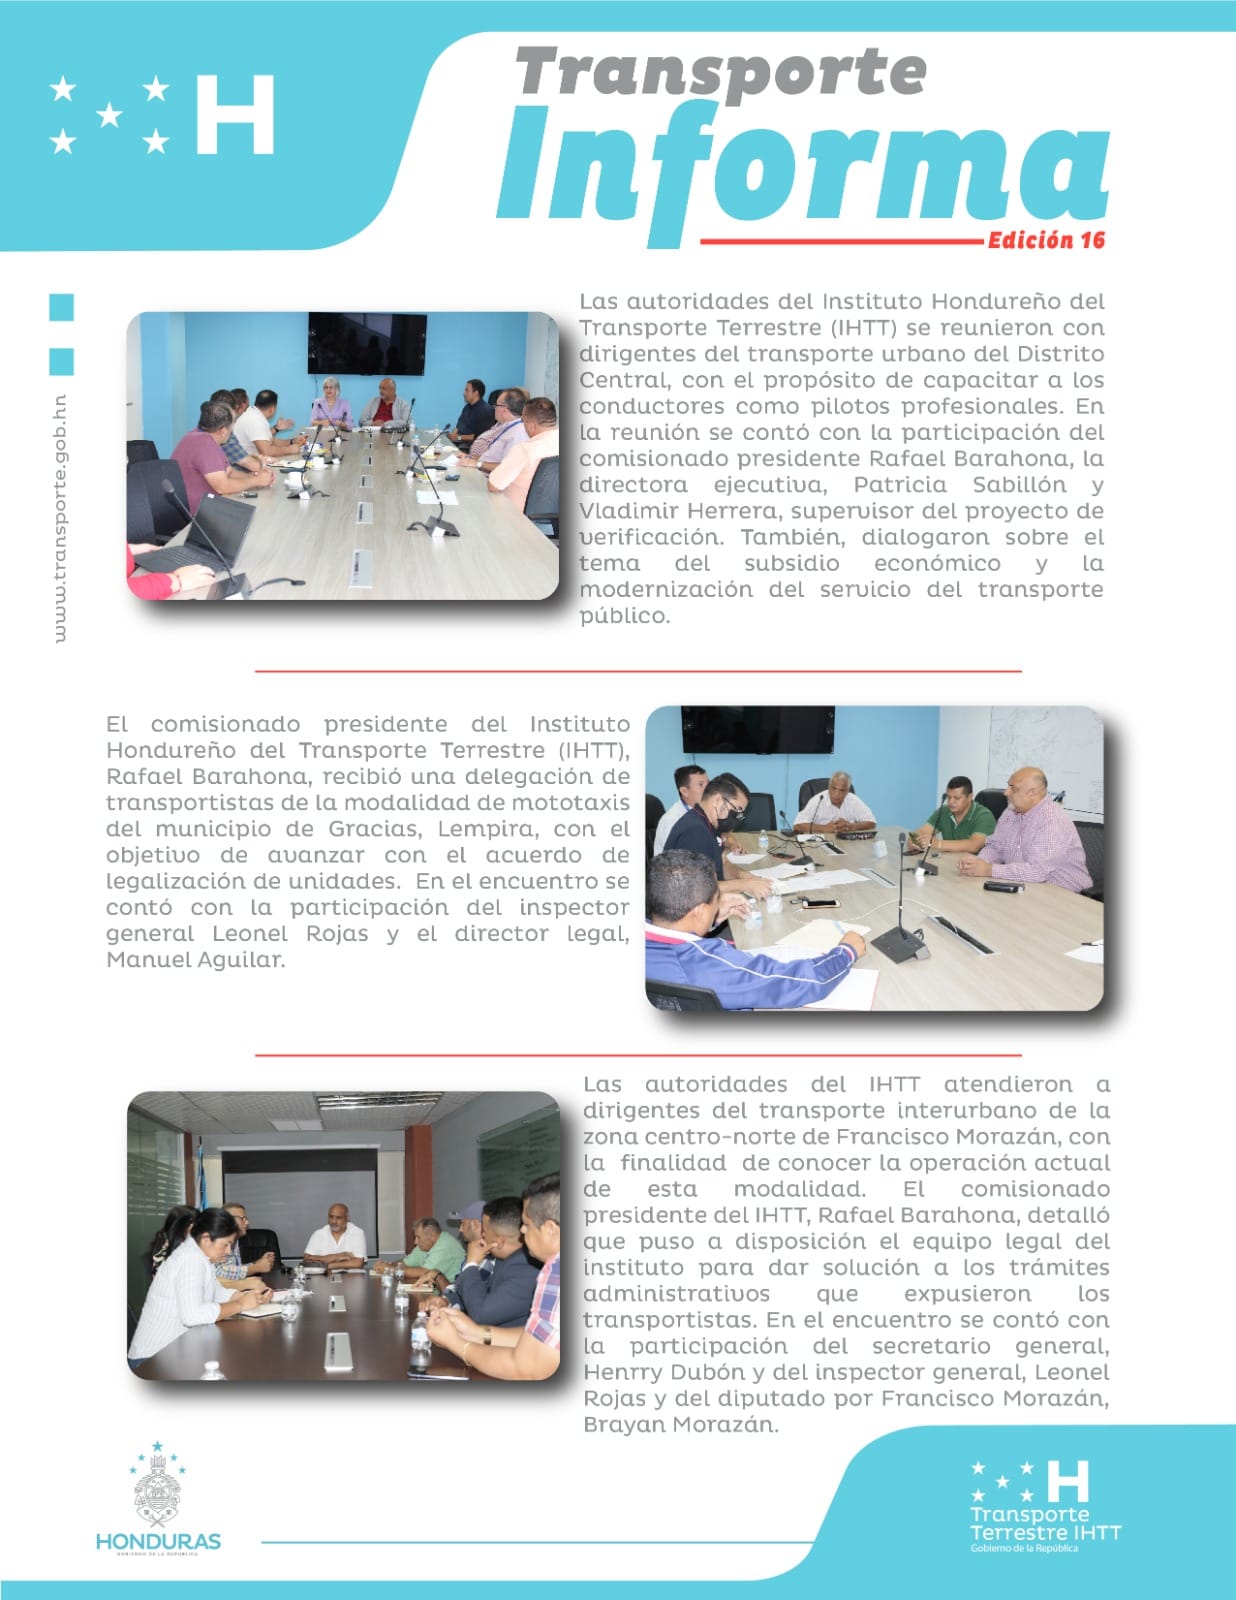 H
Transporte
Informa
Edición 16
www.transporte.gob.hn
Las autoridades del Instituto Hondureño del
Transporte Terrestre (IHTT) se reunieron con
dirigentes del transporte urbano del Distrito
Central, con el propósito de capacitar a los
conductores como pilotos profesionales. En
la reunión se contó con la participación del
comisionado presidente Rafael Barahona, la
directora ejecutiva, Patricia Sabillón y
Vladimir Herrera, supervisor del proyecto de
verificación. También, dialogaron sobre el
tema del subsidio económico y la
modernización del servicio del transporte
público.
El comisionado presidente del Instituto
Hondureño del Transporte Terrestre (IHTT),
Rafael Barahona, recibió una delegación de
transportistas de la modalidad de mototaxis
del municipio de Gracias, Lempira, con el
objetivo de avanzar con el acuerdo de
legalización de unidades. En el encuentro se
contó con la participación del inspector
general Leonel Rojas y el director legal,
Manuel Aguilar.
Las autoridades del IHTT atendieron a
dirigentes del transporte interurbano de la
zona centro-norte de Francisco Morazán, con
la finalidad de conocer la operación actual
de esta modalidad. El comisionado
presidente del IHTT, Rafael Barahona, detalló
que puso a disposición el equipo legal del
instituto para dar solución a los trámites
administrativos que expusieron los
transportistas. En el encuentro se contó con
la participación del secretario general,
Henrry Dubón y del inspector general, Leonel
Rojas y del diputado por Francisco Morazán,
Brayan Morazán.
HONDURAS
GOBIERNO DE LA REPÚBLICA
H
Transporte
Terrestre IHTT
Gobierno de la República